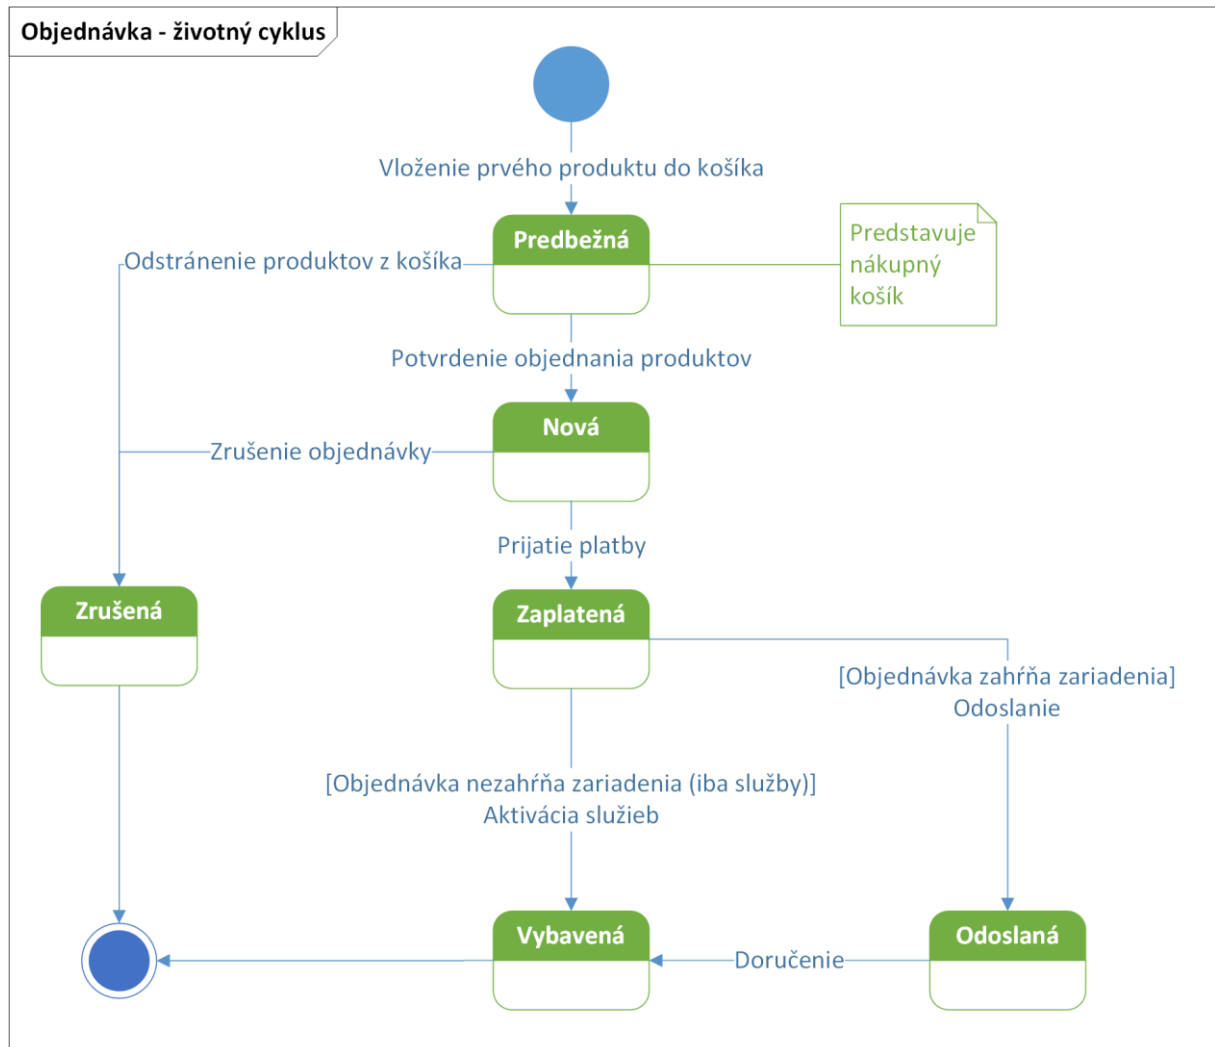 Objednávka - životný cyklus
Vloženie prvého produktu do košíka
Predbežná
Predstavuje
nákupný
košík
Odstránenie produktov z košíka
Potvrdenie objednania produktov
Nová
Zrušenie objednávky
Prijatie platby
Zrušená
Zaplatená
[Objednávka zahŕňa zariadenia]
Odoslanie
[Objednávka nezahŕňa zariadenia (iba služby)]
Aktivácia služieb
Vybavená
Odoslaná
Doručenie